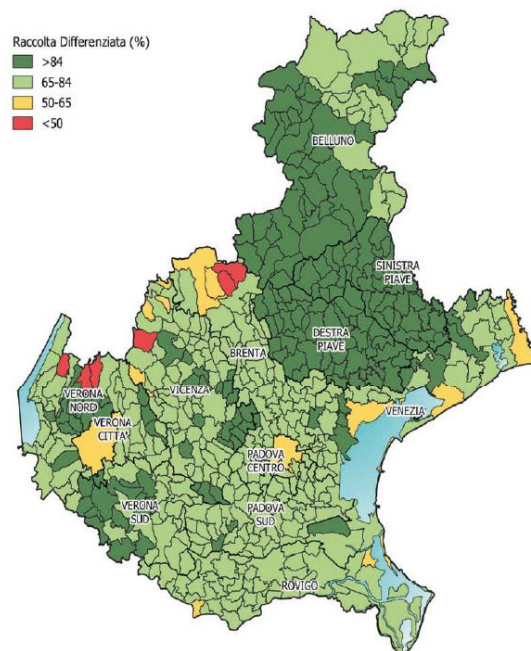 Raccolta Differenziata (%)
>84
65-84
50-65
<50
BELLUNO
SINISTRA
PIAVE
DESTRA
PIAVE
BRENTA
VERONA
NORD
VICENZA
VENEZIA
VERONA
CITTA'
PADOVA
CENTRO
VERONA
SUD
PADOVA
SUD
ROVIGO